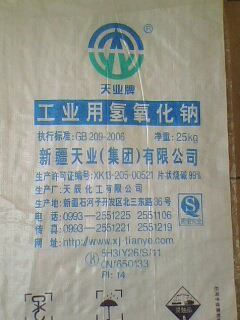 天业牌
工业用氢氧化钠
执行标准:GB 209-2006 净重:25kg
新疆天业(集团)有限公司
生产许可证编号:XK13-205-00521 片状烧碱99%
生产厂:天辰化工有限公司
地址:新疆石河子开发区北三东路36号
电话:0993-2551225 2551106
传真:0993-2551221 2551219
网址:http://www.xj-tianye.com
5H3/Y26/S/11
CN/650133
PI:14